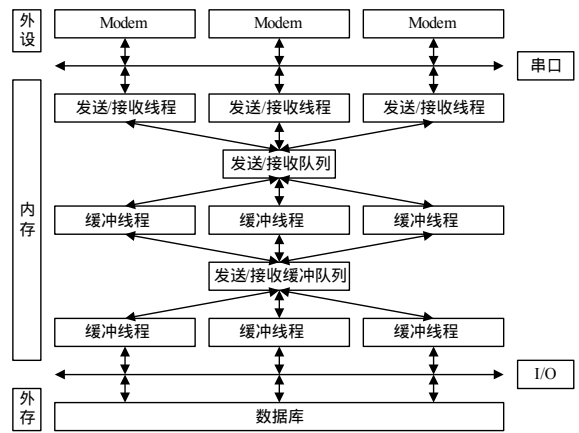 外设
Modem
Modem
Modem
串口
内存
发送/接收线程
发送/接收线程
发送/接收线程
发送/接收队列
缓冲线程
缓冲线程
缓冲线程
发送/接收缓冲队列
缓冲线程
缓冲线程
缓冲线程
I/O
外存
数据库